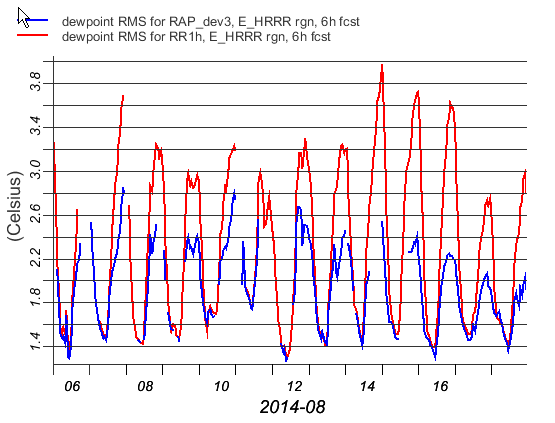 dewpoint RMS for RAP_dev3, E_HRRR rgn, 6h fcst
dewpoint RMS for RR1h, E_HRRR rgn, 6h fcst
3.8
3.4
3.0
2.6
2.2
1.8
1.4
(Celsius)
06 08 10 12 14 16
2014-08